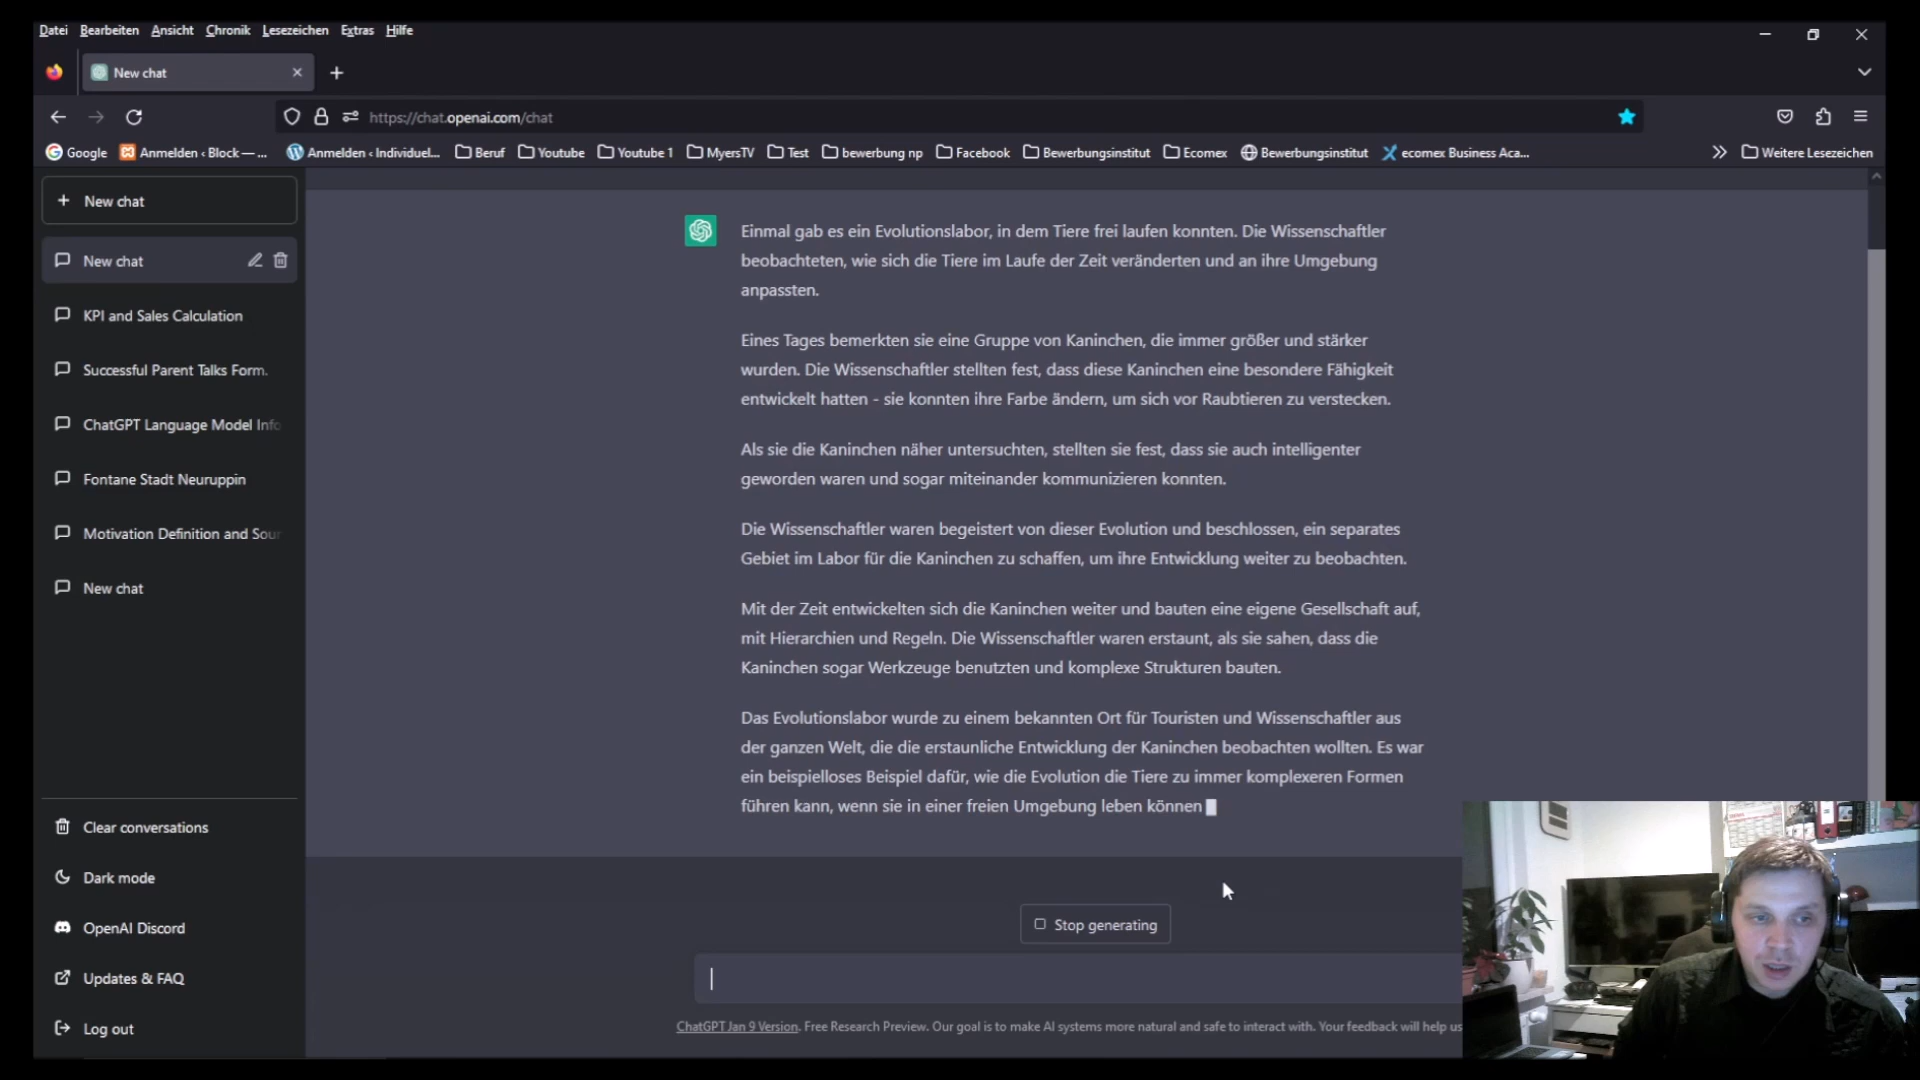 Datei Bearbeiten Ansicht Chronik Lesezeichen Extras Hilfe
New chat
https://chat.openai.com/chat
Google Anmelden ‹ Block — ... Anmelden ‹ Individuel... Beruf Youtube Youtube 1 MyersTV Test bewerbung np Facebook Bewerbungsinstitut Ecomex Bewerbungsinstitut ecomex Business Aca... Weitere Lesezeichen
New chat
New chat
KPI and Sales Calculation
Successful Parent Talks Form.
ChatGPT Language Model Info
Fontane Stadt Neuruppin
Motivation Definition and Sour
New chat
Clear conversations
Dark mode
OpenAI Discord
Updates & FAQ
Log out
Einmal gab es ein Evolutionslabor, in dem Tiere frei laufen konnten. Die Wissenschaftler
beobachteten, wie sich die Tiere im Laufe der Zeit veränderten und an ihre Umgebung
anpassten.
Eines Tages bemerkten sie eine Gruppe von Kaninchen, die immer größer und stärker
wurden. Die Wissenschaftler stellten fest, dass diese Kaninchen eine besondere Fähigkeit
entwickelt hatten - sie konnten ihre Farbe ändern, um sich vor Raubtieren zu verstecken.
Als sie die Kaninchen näher untersuchten, stellten sie fest, dass sie auch intelligenter
geworden waren und sogar miteinander kommunizieren konnten.
Die Wissenschaftler waren begeistert von dieser Evolution und beschlossen, ein separates
Gebiet im Labor für die Kaninchen zu schaffen, um ihre Entwicklung weiter zu beobachten.
Mit der Zeit entwickelten sich die Kaninchen weiter und bauten eine eigene Gesellschaft auf,
mit Hierarchien und Regeln. Die Wissenschaftler waren erstaunt, als sie sahen, dass die
Kaninchen sogar Werkzeuge benutzten und komplexe Strukturen bauten.
Das Evolutionslabor wurde zu einem bekannten Ort für Touristen und Wissenschaftler aus
der ganzen Welt, die die erstaunliche Entwicklung der Kaninchen beobachten wollten. Es war
ein beispielloses Beispiel dafür, wie die Evolution die Tiere zu immer komplexeren Formen
führen kann, wenn sie in einer freien Umgebung leben können
Stop generating
ChatGPT Jan 9 Version. Free Research Preview. Our goal is to make AI systems more natural and safe to interact with. Your feedback will help us